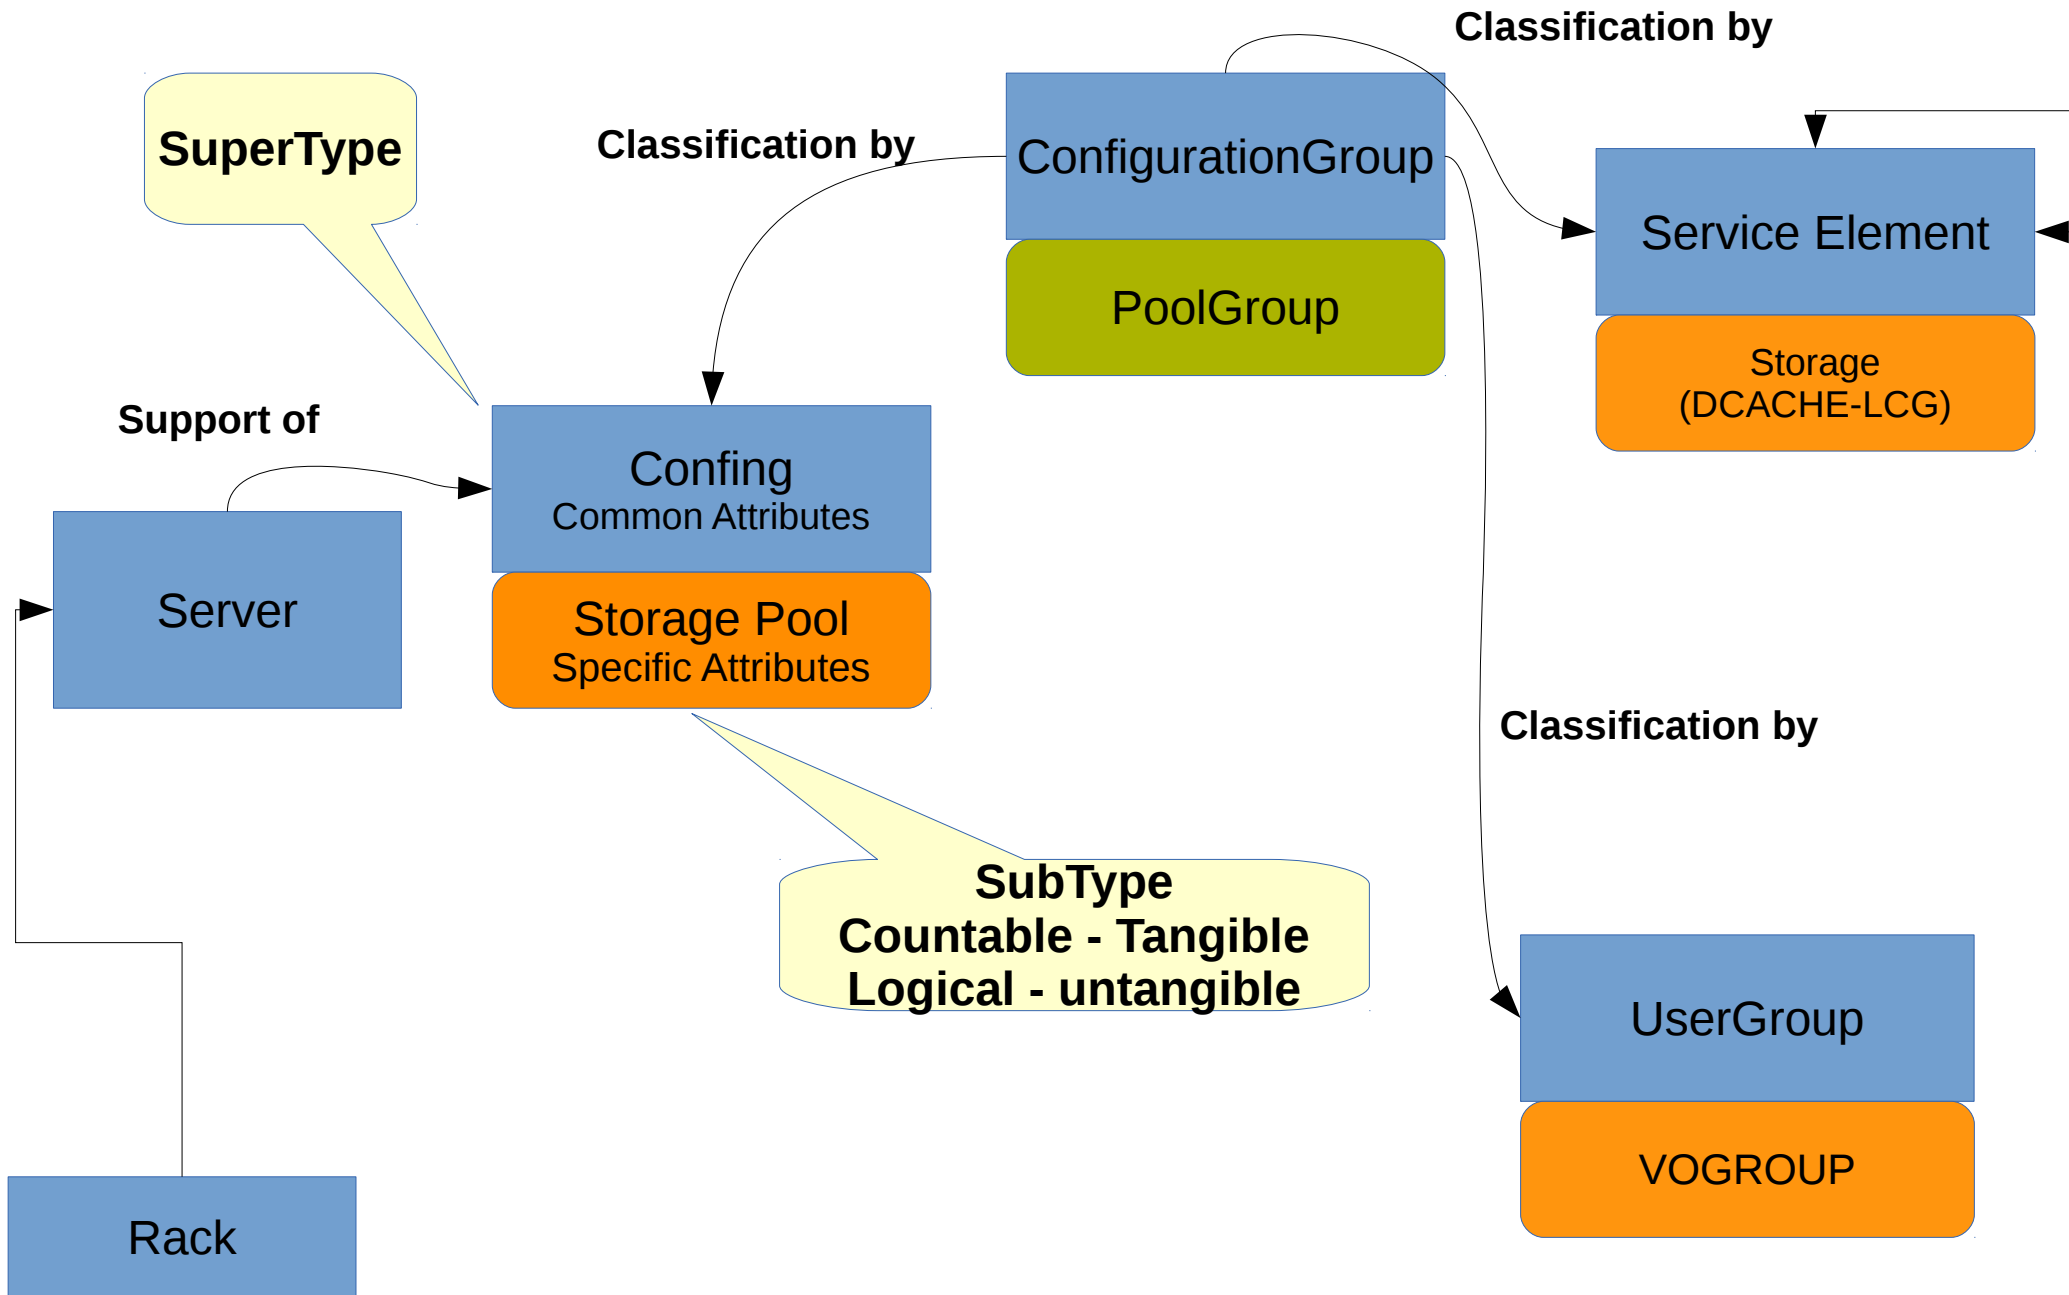 Classification by
SuperType
Classification by
ConfigurationGroup
Service Element
PoolGroup
Storage
(DCACHE-LCG)
Support of
Confing
Common Attributes
Server
Storage Pool
Specific Attributes
Classification by
SubType
Countable - Tangible
Logical - untangible
UserGroup
VOGROUP
Rack